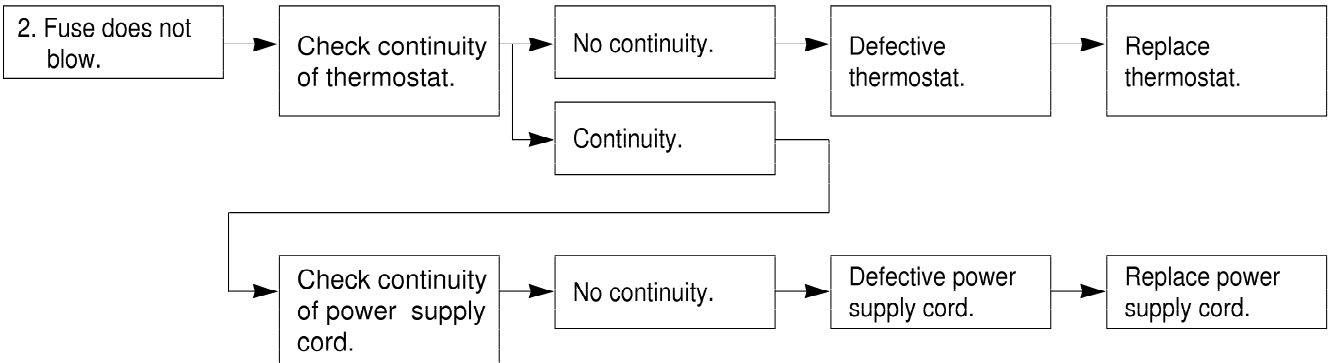 2. Fuse does not
blow.
Check continuity
of thermostat.
No continuity.
Defective
thermostat.
Replace
thermostat.
Continuity.
Check continuity
of power supply
cord.
No continuity.
Defective power
supply cord.
Replace power
supply cord.